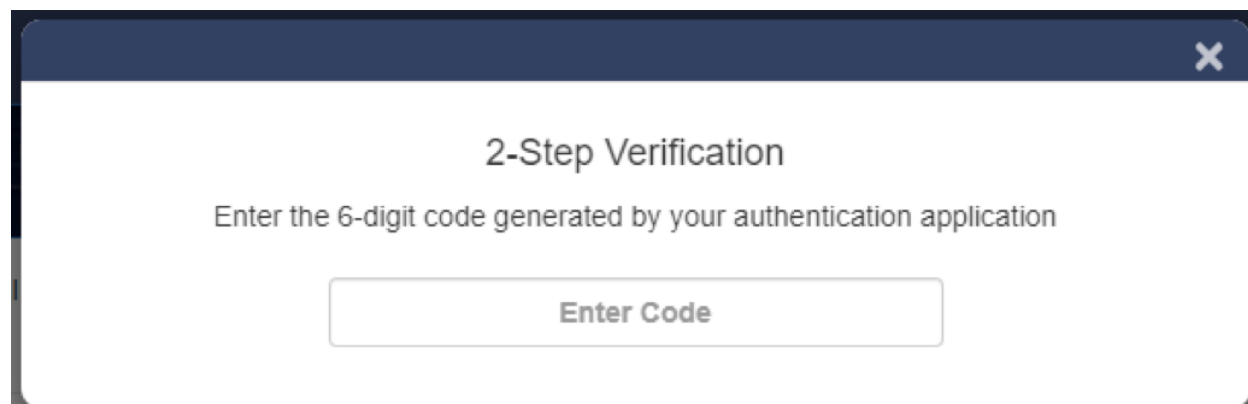 2-Step Verification
Enter the 6-digit code generated by your authentication application
Enter Code